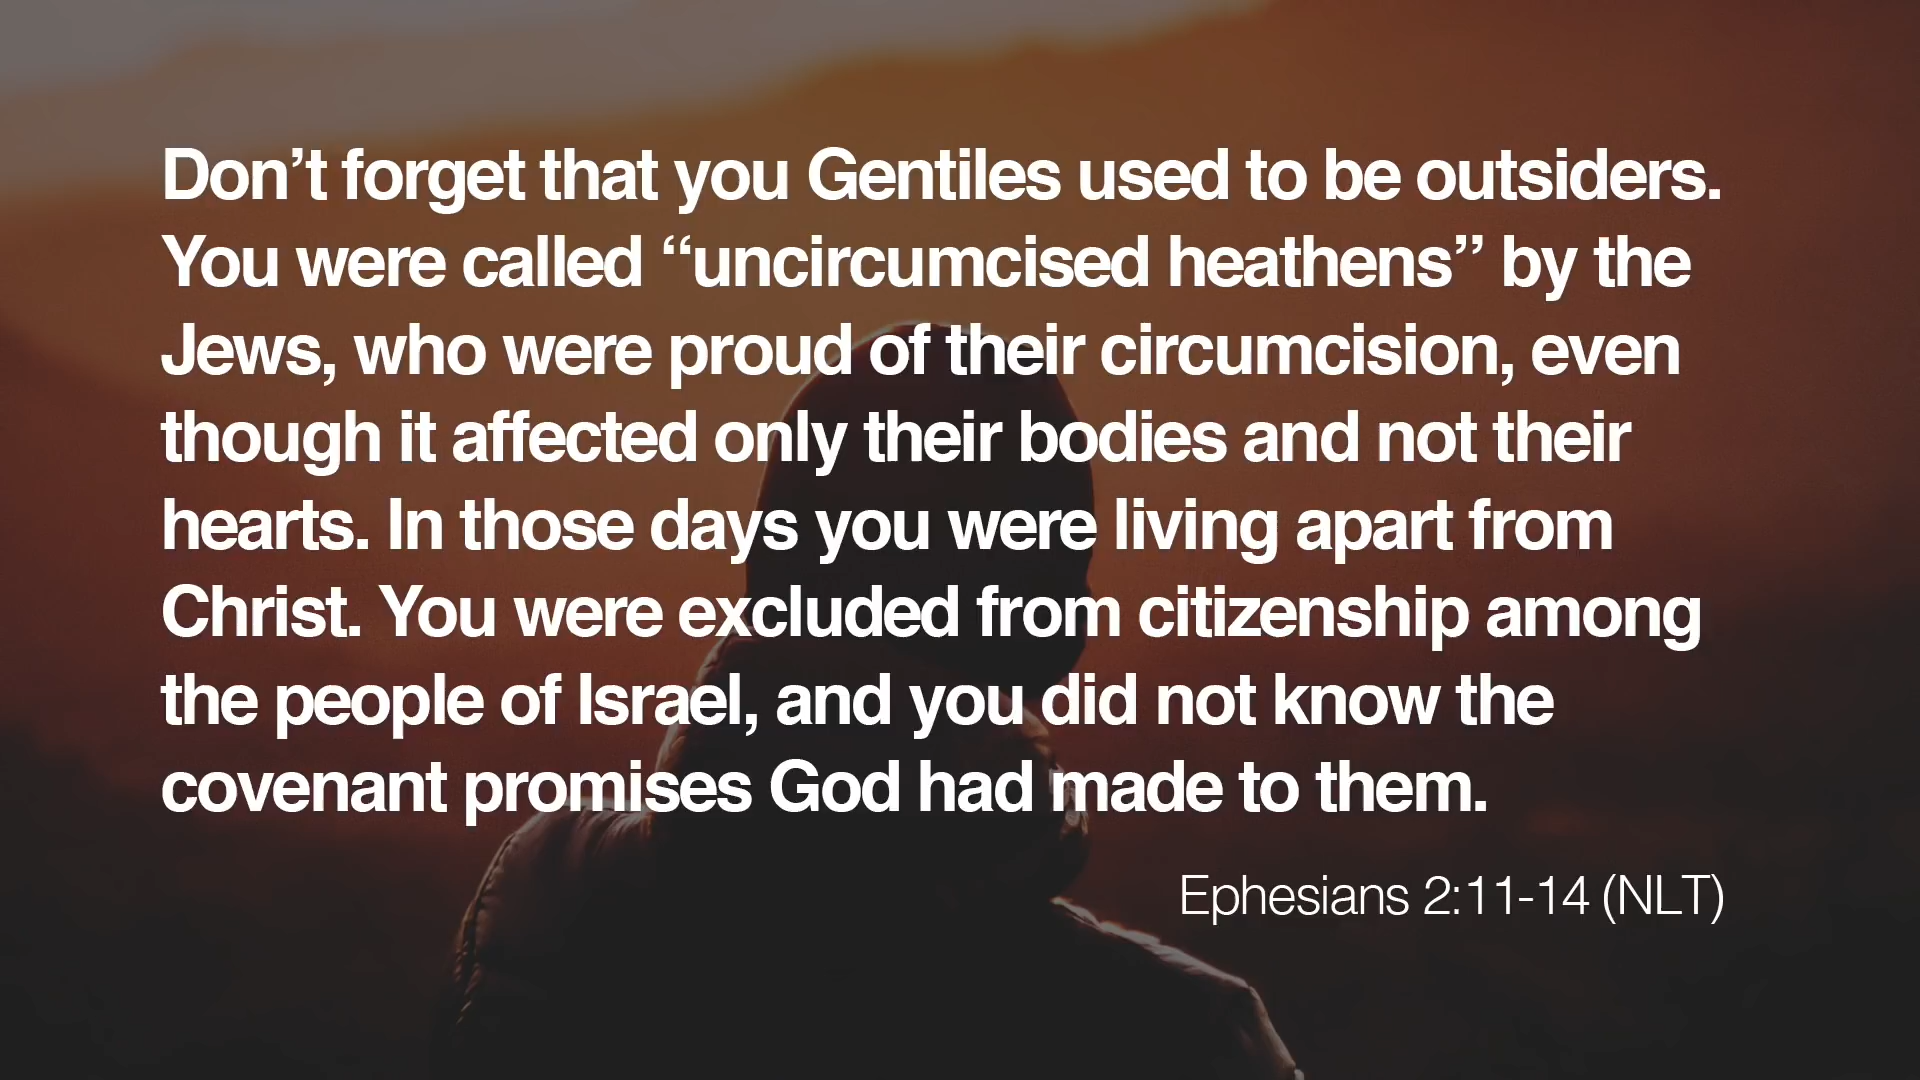 Don’t forget that you Gentiles used to be outsiders.
You were called “uncircumcised heathens” by the
Jews, who were proud of their circumcision, even
though it affected only their bodies and not their
hearts. In those days you were living apart from
Christ. You were excluded from citizenship among
the people of Israel, and you did not know the
covenant promises God had made to them.
Ephesians 2:11-14 (NLT)